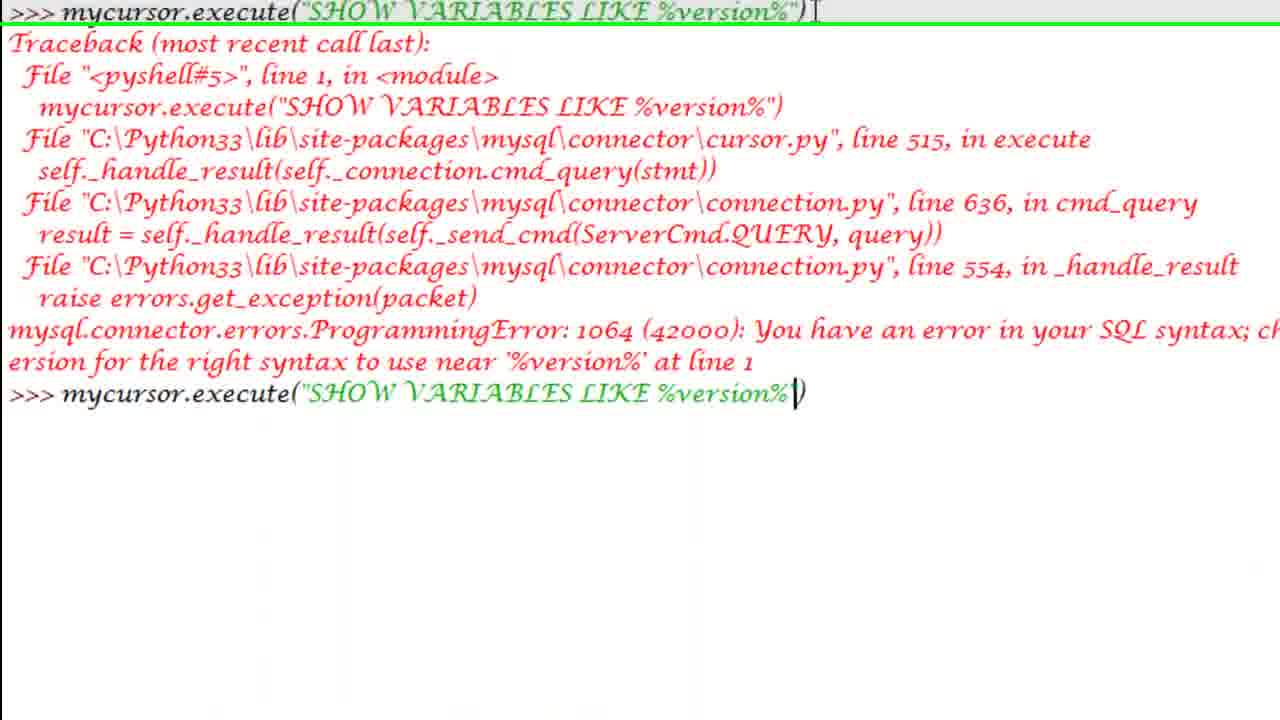 >>> mycursor.execute("SHOW VARIABLES LIKE %version%")
Traceback (most recent call last):
File "<pyshell#5>", line 1, in <module>
mycursor.execute("SHOW VARIABLES LIKE %version%")
File "C:\Python33\lib\site-packages\mysql\connector\cursor.py", line 515, in execute
self._handle_result(self._connection.cmd_query(stmt))
File "C:\Python33\lib\site-packages\mysql\connector\connection.py", line 636, in cmd_query
result = self._handle_result(self._send_cmd(ServerCmd.QUERY, query))
File "C:\Python33\lib\site-packages\mysql\connector\connection.py", line 554, in _handle_result
raise errors.get_exception(packet)
mysql.connector.errors.ProgrammingError: 1064 (42000): You have an error in your SQL syntax; ch
ersion for the right syntax to use near '%version%' at line 1
>>> mycursor.execute("SHOW VARIABLES LIKE %version%')